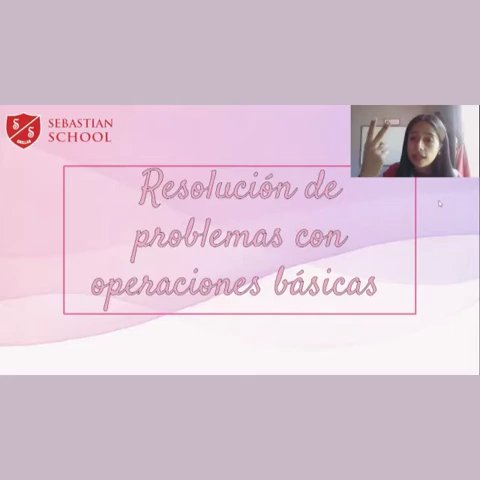 SEBASTIAN
SCHOOL
Resolución de
problemas con
operaciones básicas